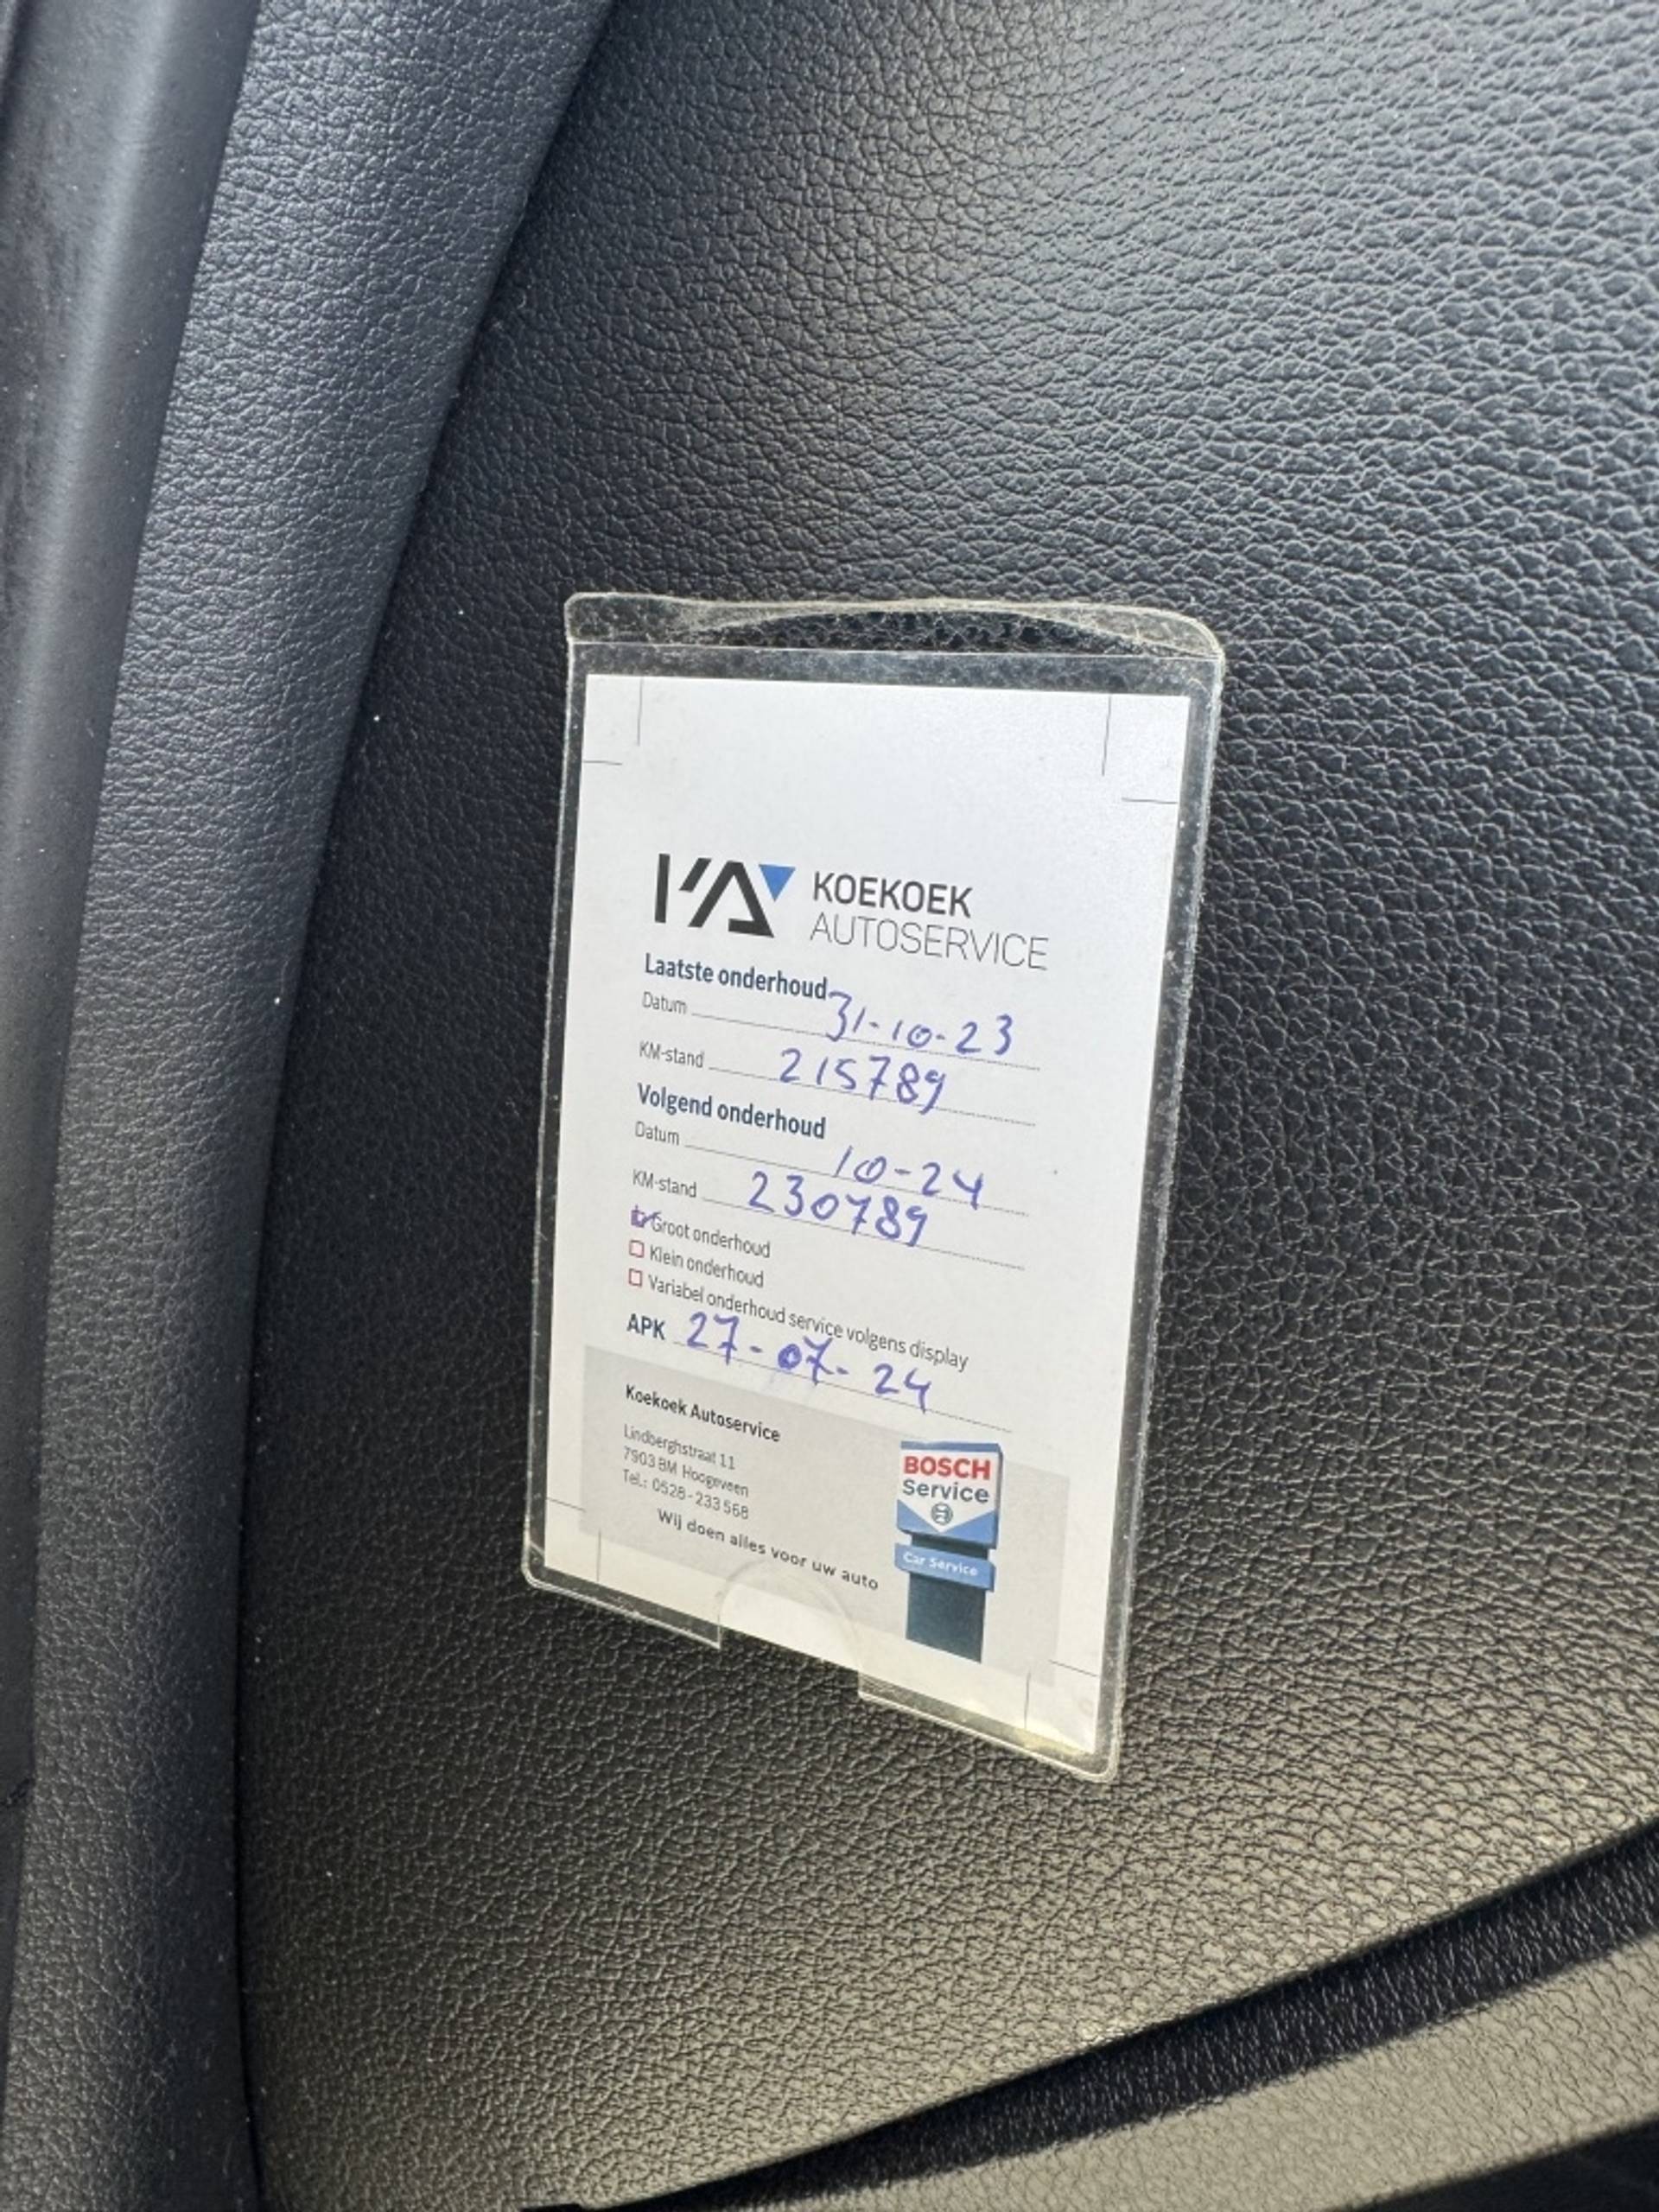 KOEKOEK
AUTOSERVICE
Laatste onderhoud
Datum 31-10-23
KM-stand 215789
Volgend onderhoud
Datum 10-24
KM-stand 230789
Groot onderhoud
Klein onderhoud
Variabel onderhoud service volgens display
APK 27-07-24
Koekoek Autoservice
Lindberghstraat 11
7903 BM Hoogeveen
Tel.: 0528-233568
Wij doen alles voor uw auto
BOSCH
Service
Car Service